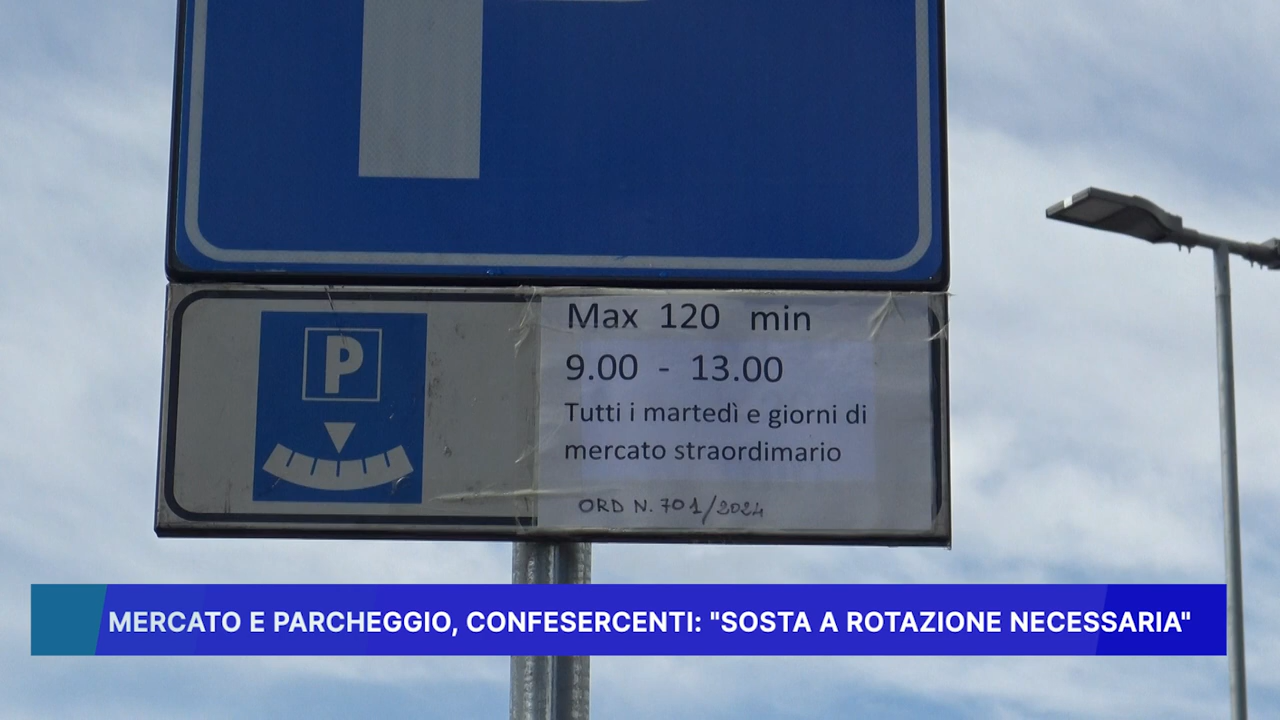 P
Max 120 min
9.00 - 13.00
Tutti i martedì e giorni di
mercato straordimario
ORD N. 701/2024
MERCATO E PARCHEGGIO, CONFESERCENTI: "SOSTA A ROTAZIONE NECESSARIA"